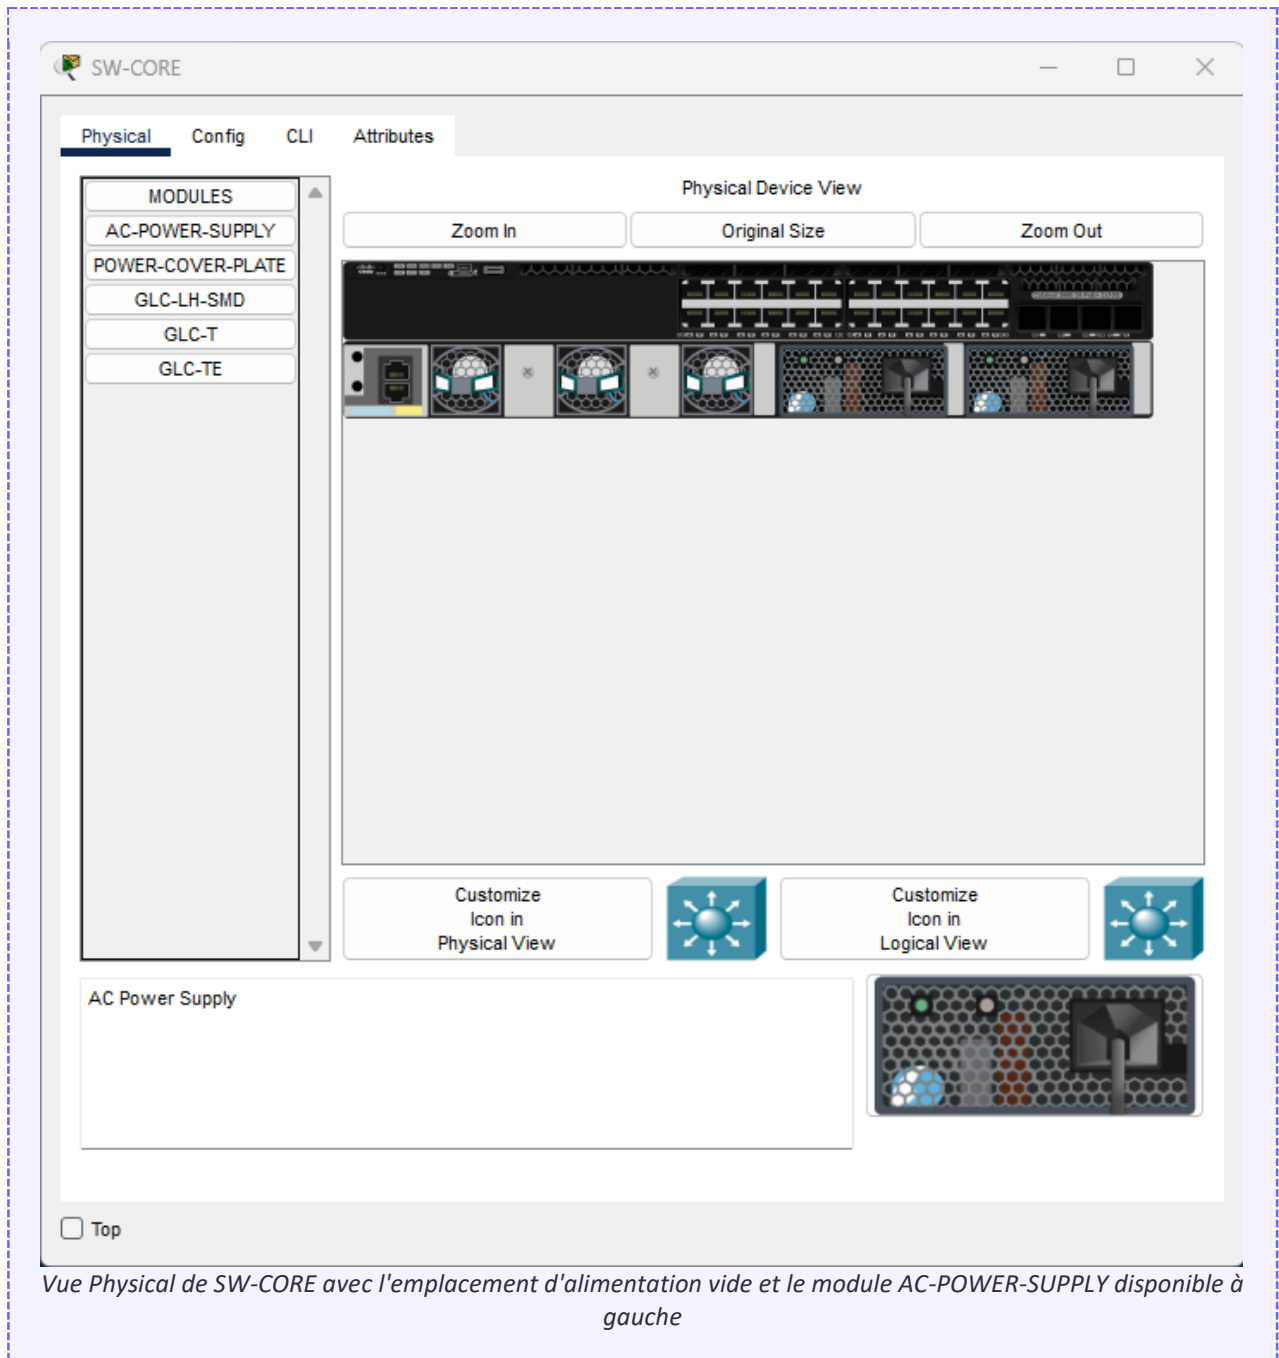 SW-CORE
Physical Config CLI Attributes
MODULES
AC-POWER-SUPPLY
POWER-COVER-PLATE
GLC-LH-SMD
GLC-T
GLC-TE
Physical Device View
Zoom In Original Size Zoom Out
Customize
Icon in
Physical View
Customize
Icon in
Logical View
AC Power Supply
Top
Vue Physical de SW-CORE avec l'emplacement d'alimentation vide et le module AC-POWER-SUPPLY disponible à
gauche